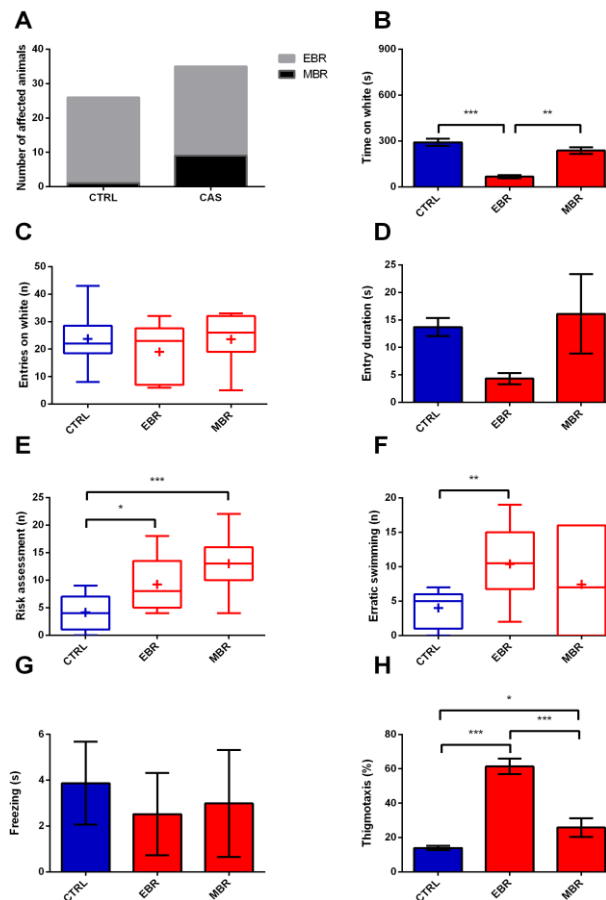 A
Number of affected animals
40
30
20
10
0
CTRL
CAS
EBR
MBR
B
Time on white (s)
900
600
300
0
***
**
CTRL
EBR
MBR
C
Entries on white (n)
50
40
30
20
10
0
CTRL
EBR
MBR
D
Entry duration (s)
25
20
15
10
5
0
CTRL
EBR
MBR
E
Risk assessment (n)
25
20
15
10
5
0
***
*
CTRL
EBR
MBR
F
Erratic swimming (n)
20
15
10
5
0
**
CTRL
EBR
MBR
G
Freezing (s)
6
4
2
0
CTRL
EBR
MBR
H
Thigmotaxis (%)
80
60
40
20
0
*
***
***
CTRL
EBR
MBR